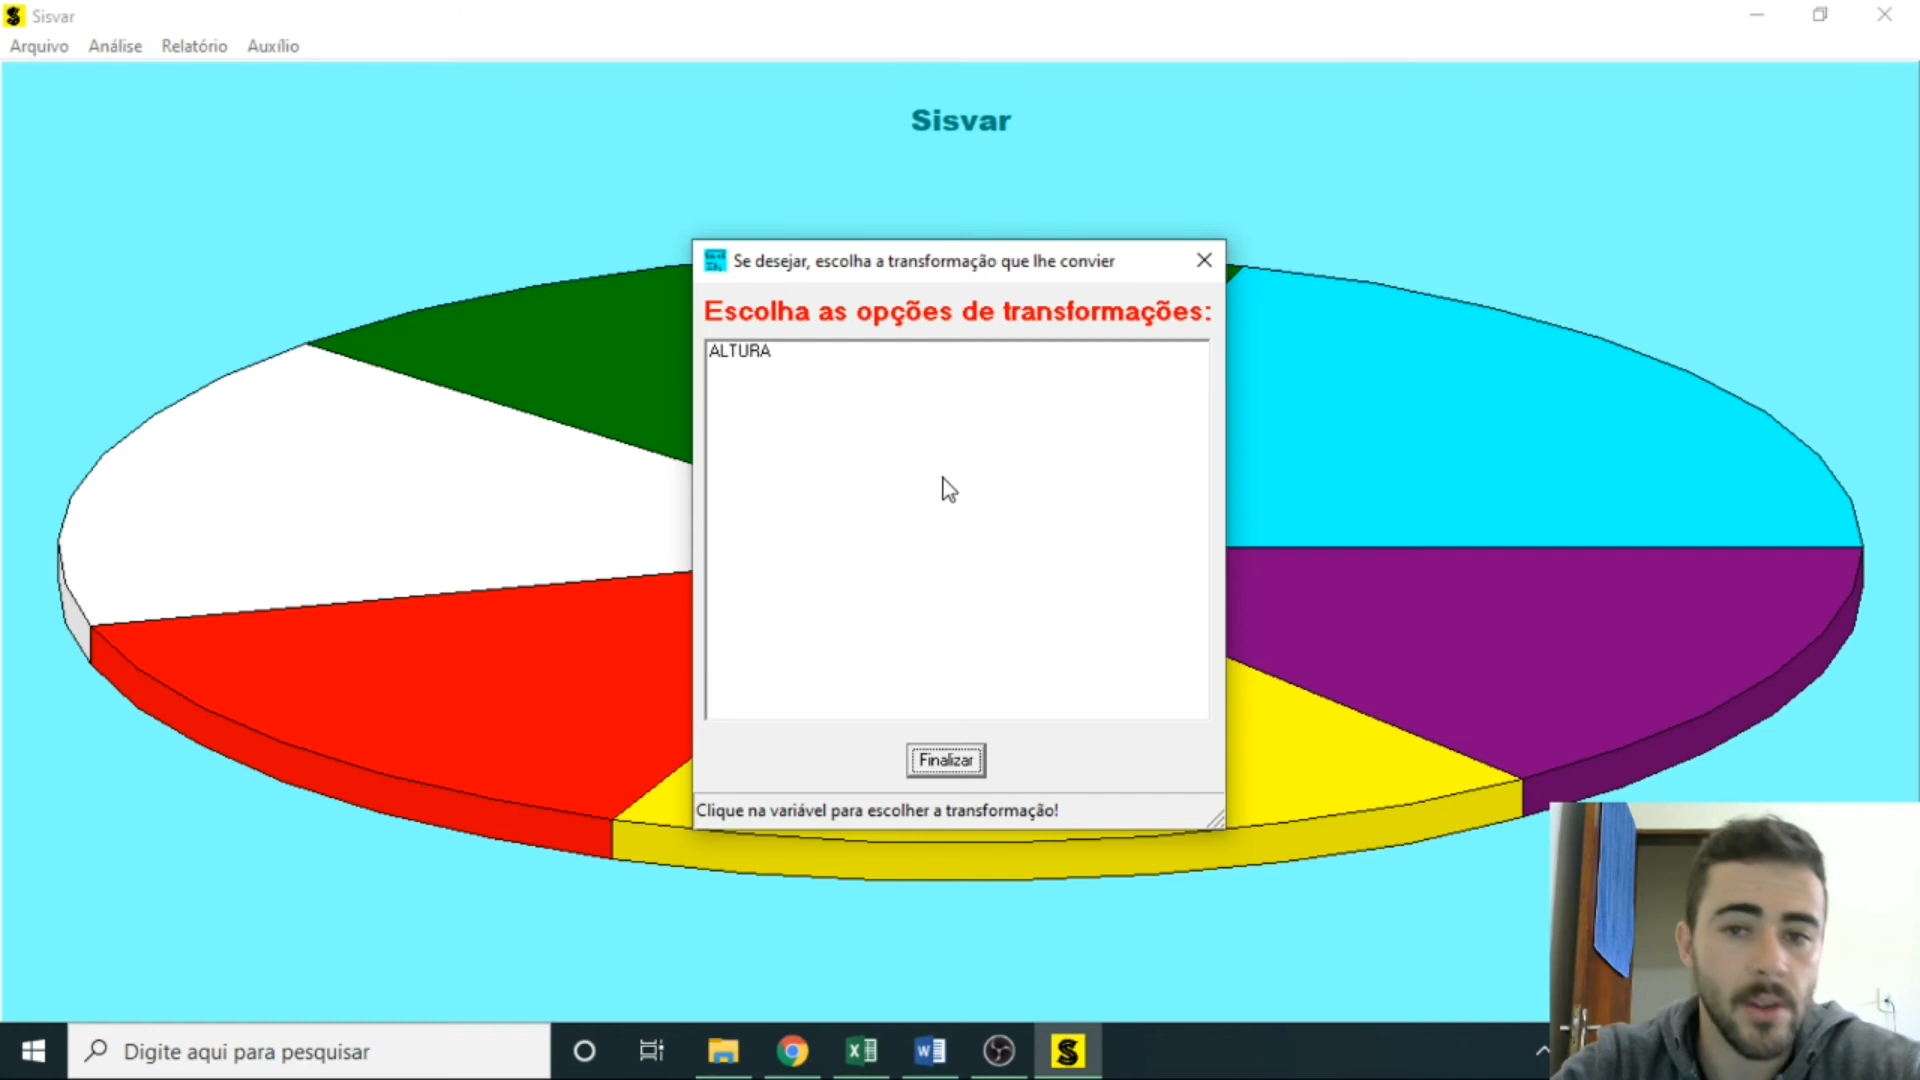 Sisvar
Arquivo Análise Relatório Auxílio
Sisvar
Se desejar, escolha a transformação que lhe convier
Escolha as opções de transformações:
ALTURA
Finalizar
Clique na variável para escolher a transformação!
Digite aqui para pesquisar